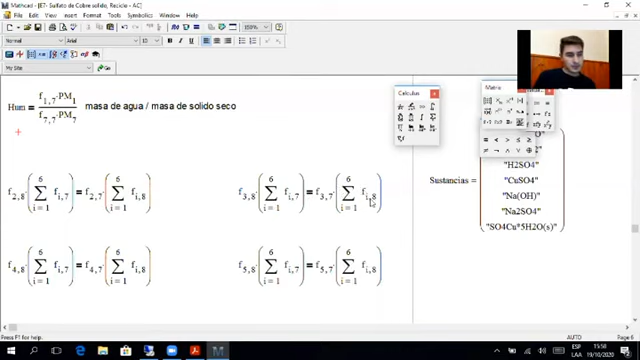 Mathcad - [E7- Sulfato de Cobre solido, Recicle - AC]
File Edit View Insert Format Tools Symbolics Window Help
Normal Arial 10 B I U
My Site Go
Calculus
Matrix
Hum = f1,7·PM1 / f7,7·PM7 masa de agua / masa de solido seco
"H2SO4"
Sustancias = "CuSO4"
"Na(OH)"
"Na2SO4"
"SO4Cu*5H2O(s)"
f2,8·(6 ∑ i = 1 fi,7) = f2,7·(6 ∑ i = 1 fi,8) f3,8·(6 ∑ i = 1 fi,7) = f3,7·(6 ∑ i = 1 fi,8)
f4,8·(6 ∑ i = 1 fi,7) = f4,7·(6 ∑ i = 1 fi,8) f5,8·(6 ∑ i = 1 fi,7) = f5,7·(6 ∑ i = 1 fi,8)
Press F1 for help. AUTO Page 6
ESP 15:58
LAA 19/10/2020